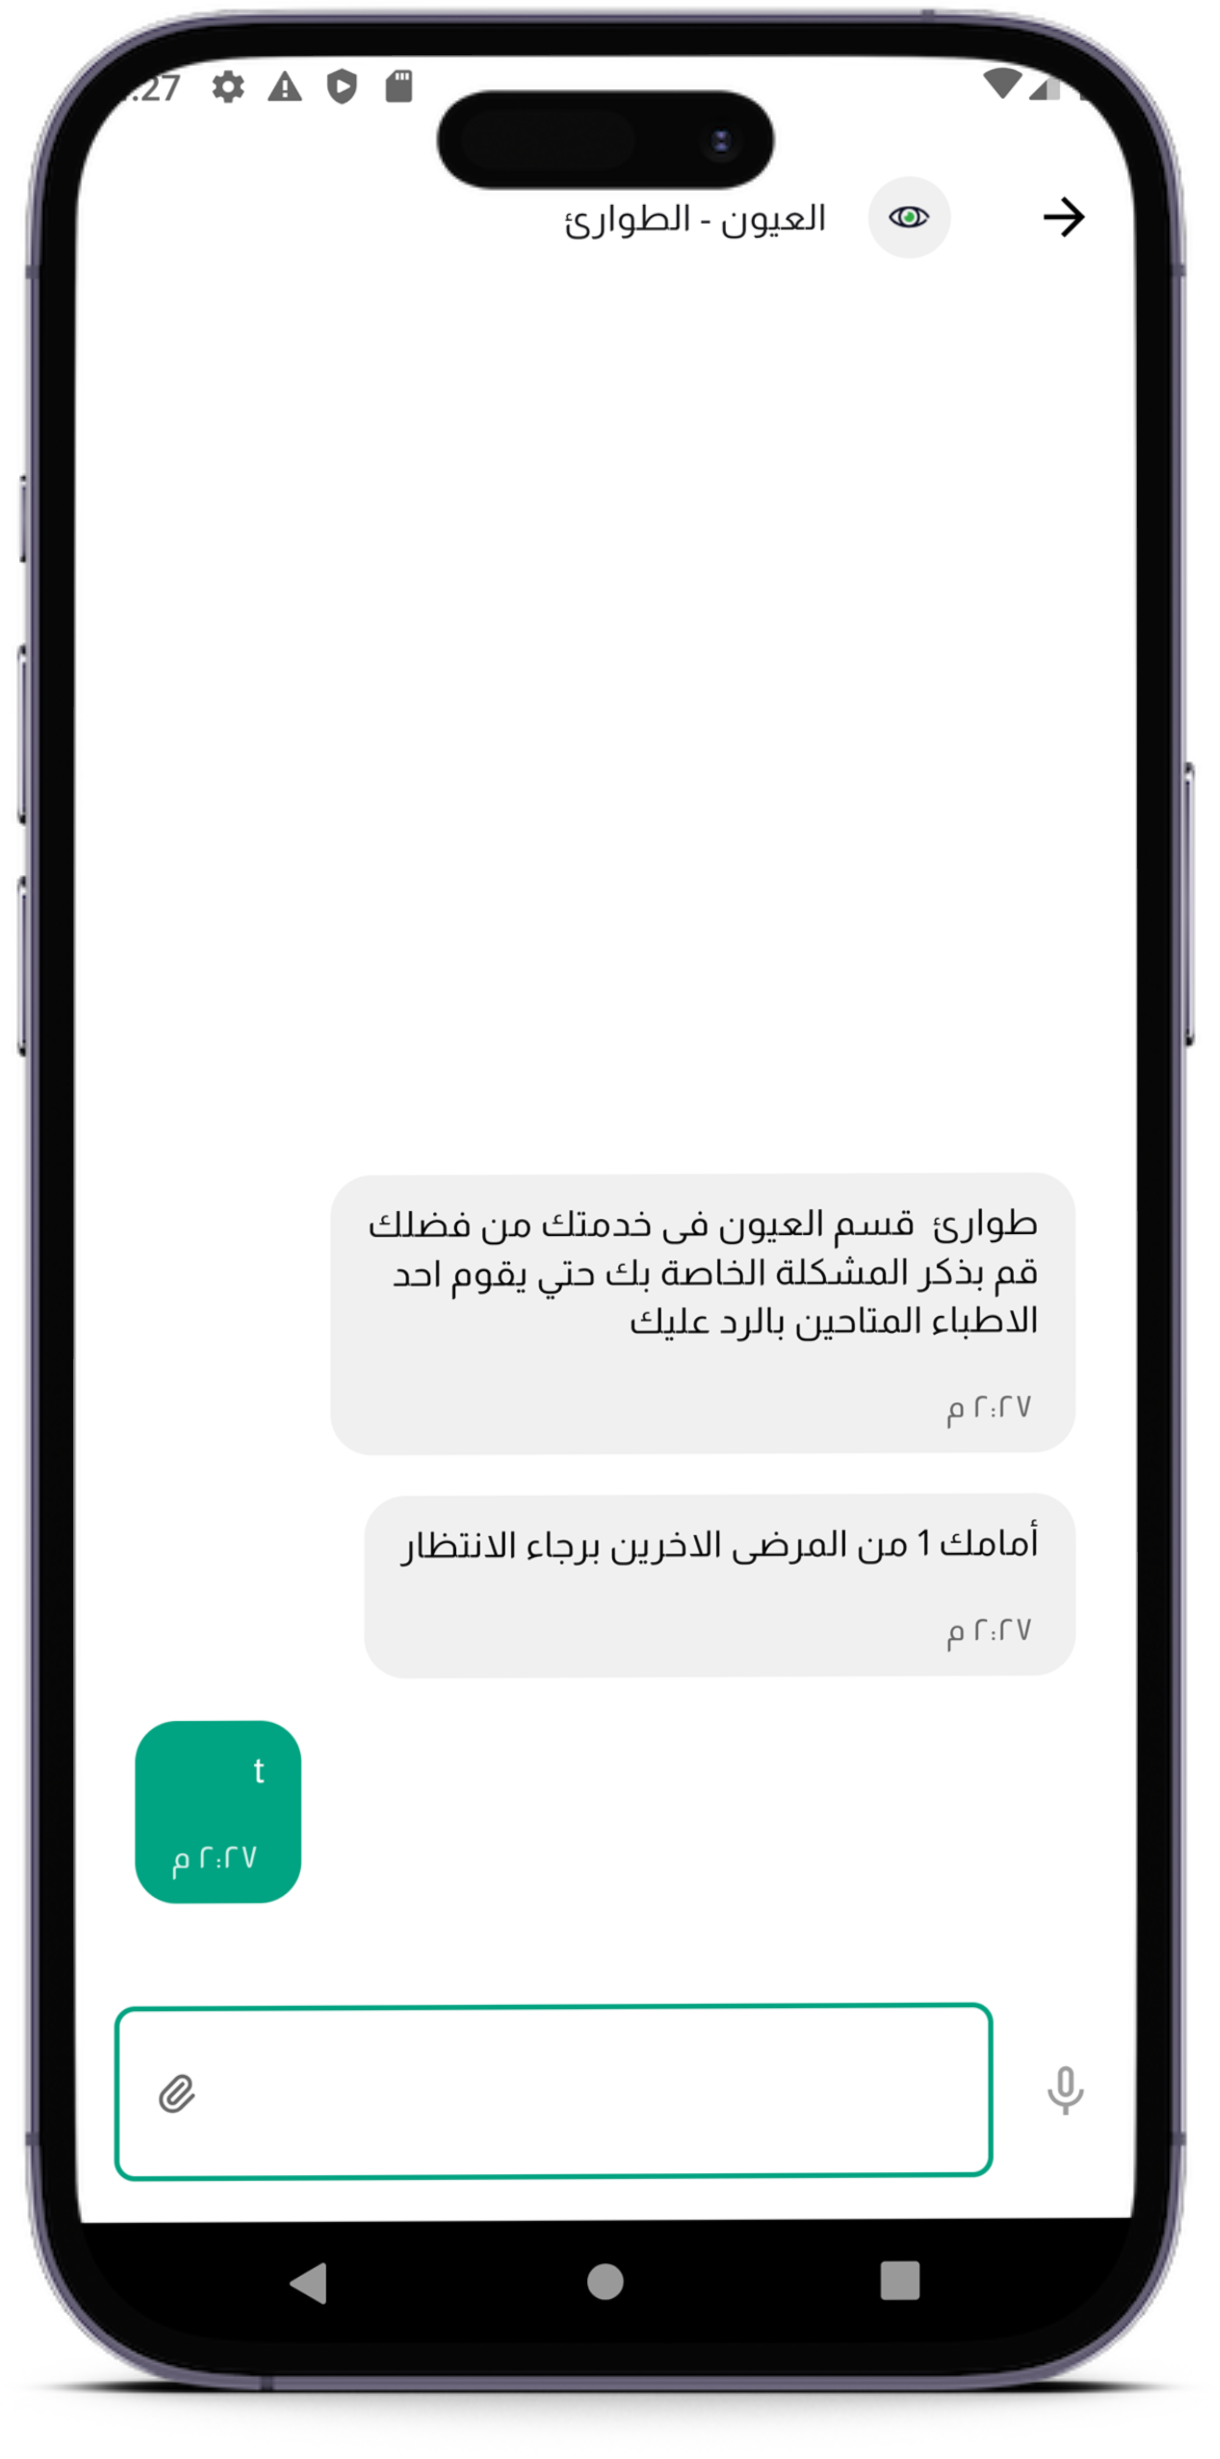 :27
العيون - الطوارئ
طوارئ قسم العيون فى خدمتك من فضلك
قم بذكر المشكلة الخاصة بك حتي يقوم احد
الاطباء المتاحين بالرد عليك
٢:٢٧ م
أمامك 1 من المرضى الاخرين برجاء الانتظار
٢:٢٧ م
t
٢:٢٧ م